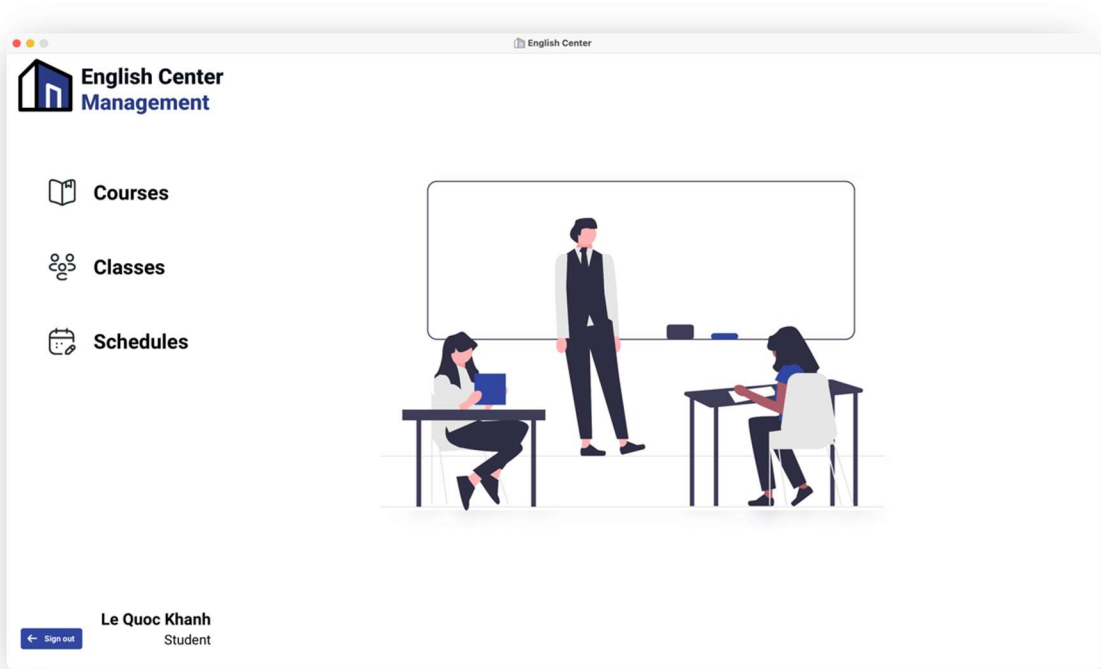 English Center
English Center
Management
Courses
Classes
Schedules
Le Quoc Khanh
Student
← Sign out